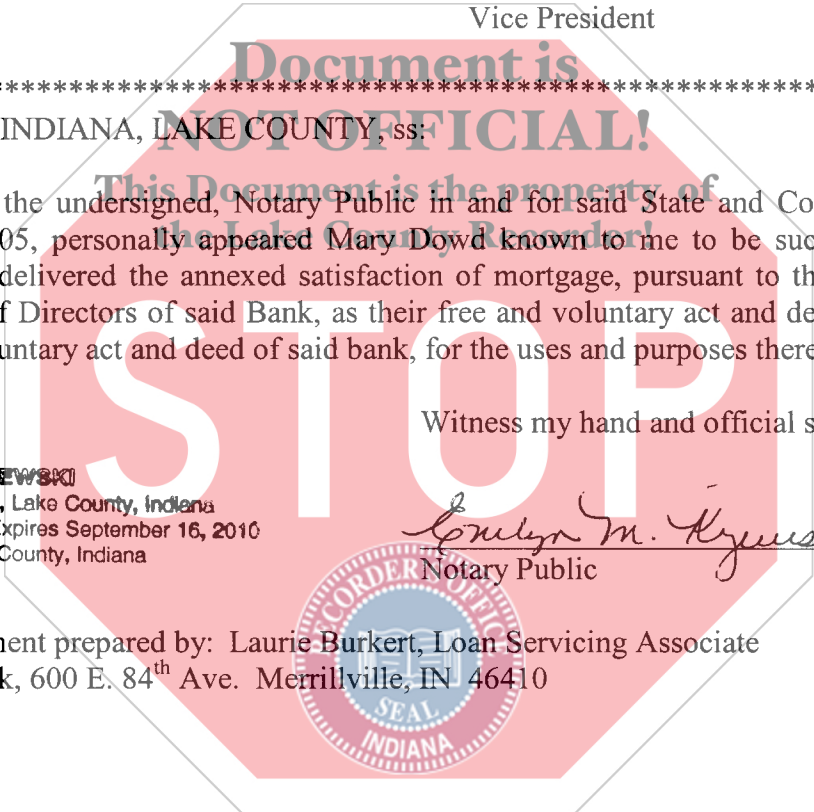 Vice President
Document is
****************************************************************************
NOT OFFICIAL!
INDIANA, LAKE COUNTY, ss:
This Document is the property of
the Lake County Recorder!
the undersigned, Notary Public in and for said State and Co
05, personally appeared Mary Dowd known to me to be suc
delivered the annexed satisfaction of mortgage, pursuant to th
f Directors of said Bank, as their free and voluntary act and de
untary act and deed of said bank, for the uses and purposes there
STOP
Witness my hand and official s
EWSKI
, Lake County, Indiana
xpires September 16, 2010
County, Indiana
M.
Notary Public
ent prepared by: Laurie Burkert, Loan Servicing Associate
k, 600 E. 84th Ave. Merrillville, IN 46410
RECORDER'S OFFICE
SEAL
INDIANA